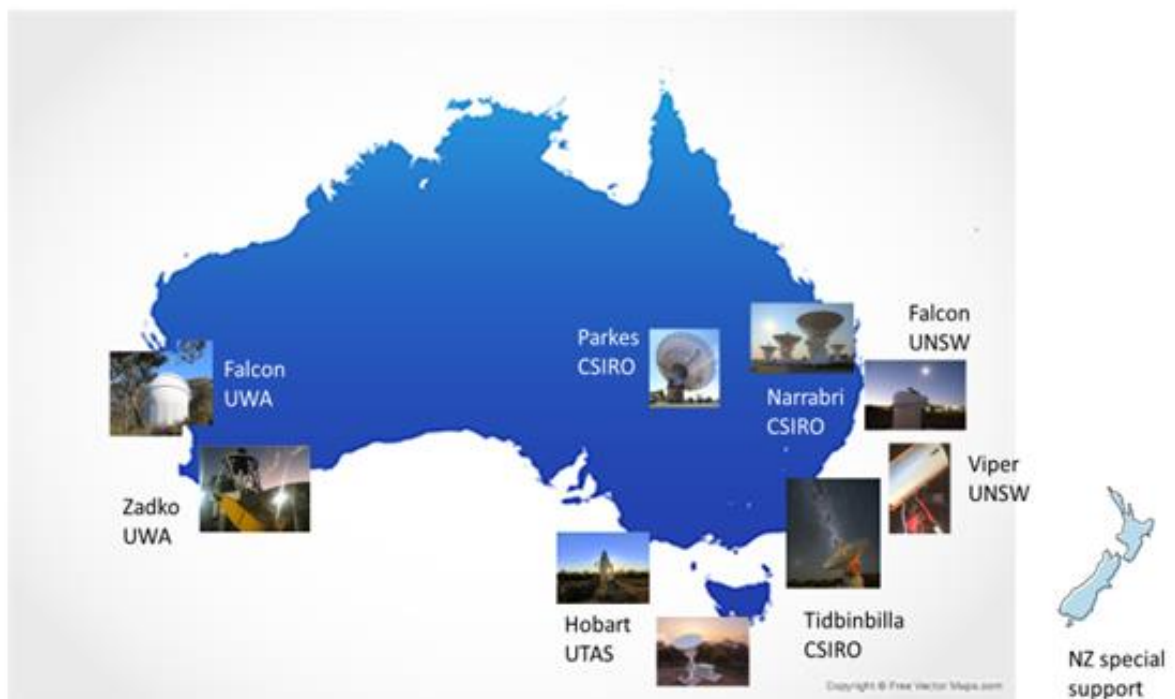 Falcon
UNSW
Parkes
CSIRO
Falcon
UWA
Narrabri
CSIRO
Viper
UNSW
Zadko
UWA
Hobart
UTAS
Tidbinbilla
CSIRO
NZ special
support
Copyright © Free Vector Maps.com